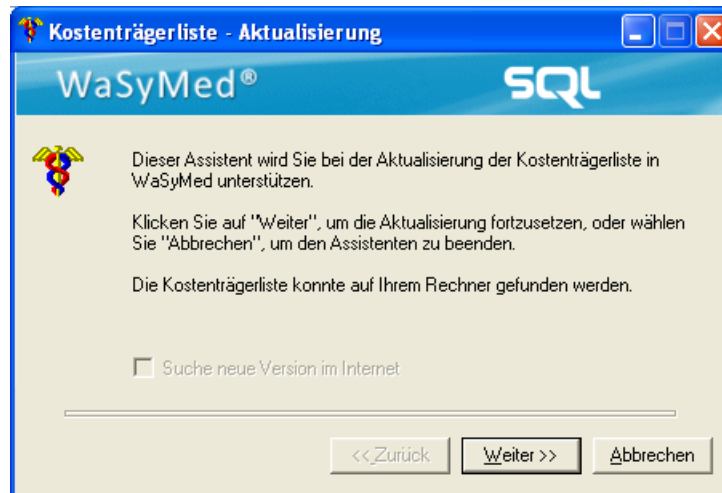 Kostenträgerliste - Aktualisierung
WaSyMed® SQL
Dieser Assistent wird Sie bei der Aktualisierung der Kostenträgerliste in
WaSyMed unterstützen.
Klicken Sie auf "Weiter", um die Aktualisierung fortzusetzen, oder wählen
Sie "Abbrechen", um den Assistenten zu beenden.
Die Kostenträgerliste konnte auf Ihrem Rechner gefunden werden.
Suche neue Version im Internet
<< Zurück Weiter >> Abbrechen